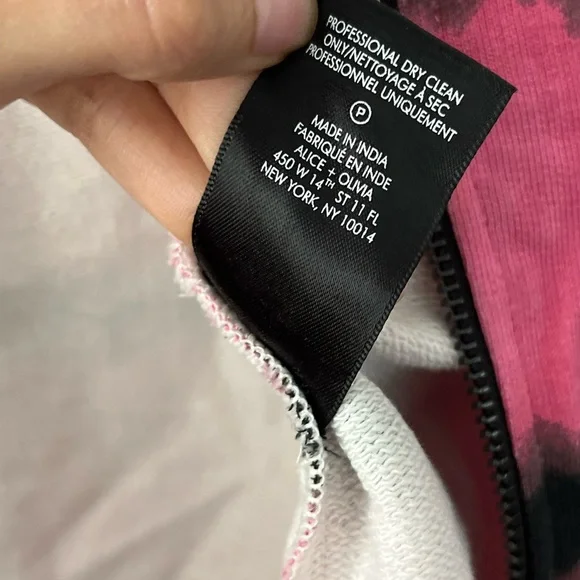 PROFESSIONAL DRY CLEAN
ONLY/NETTOYAGE À SEC
PROFESSIONNEL UNIQUEMENT
P
MADE IN INDIA
FABRIQUÉ EN INDE
ALICE + OLIVIA
450 W 14TH ST 11 FL
NEW YORK, NY 10014